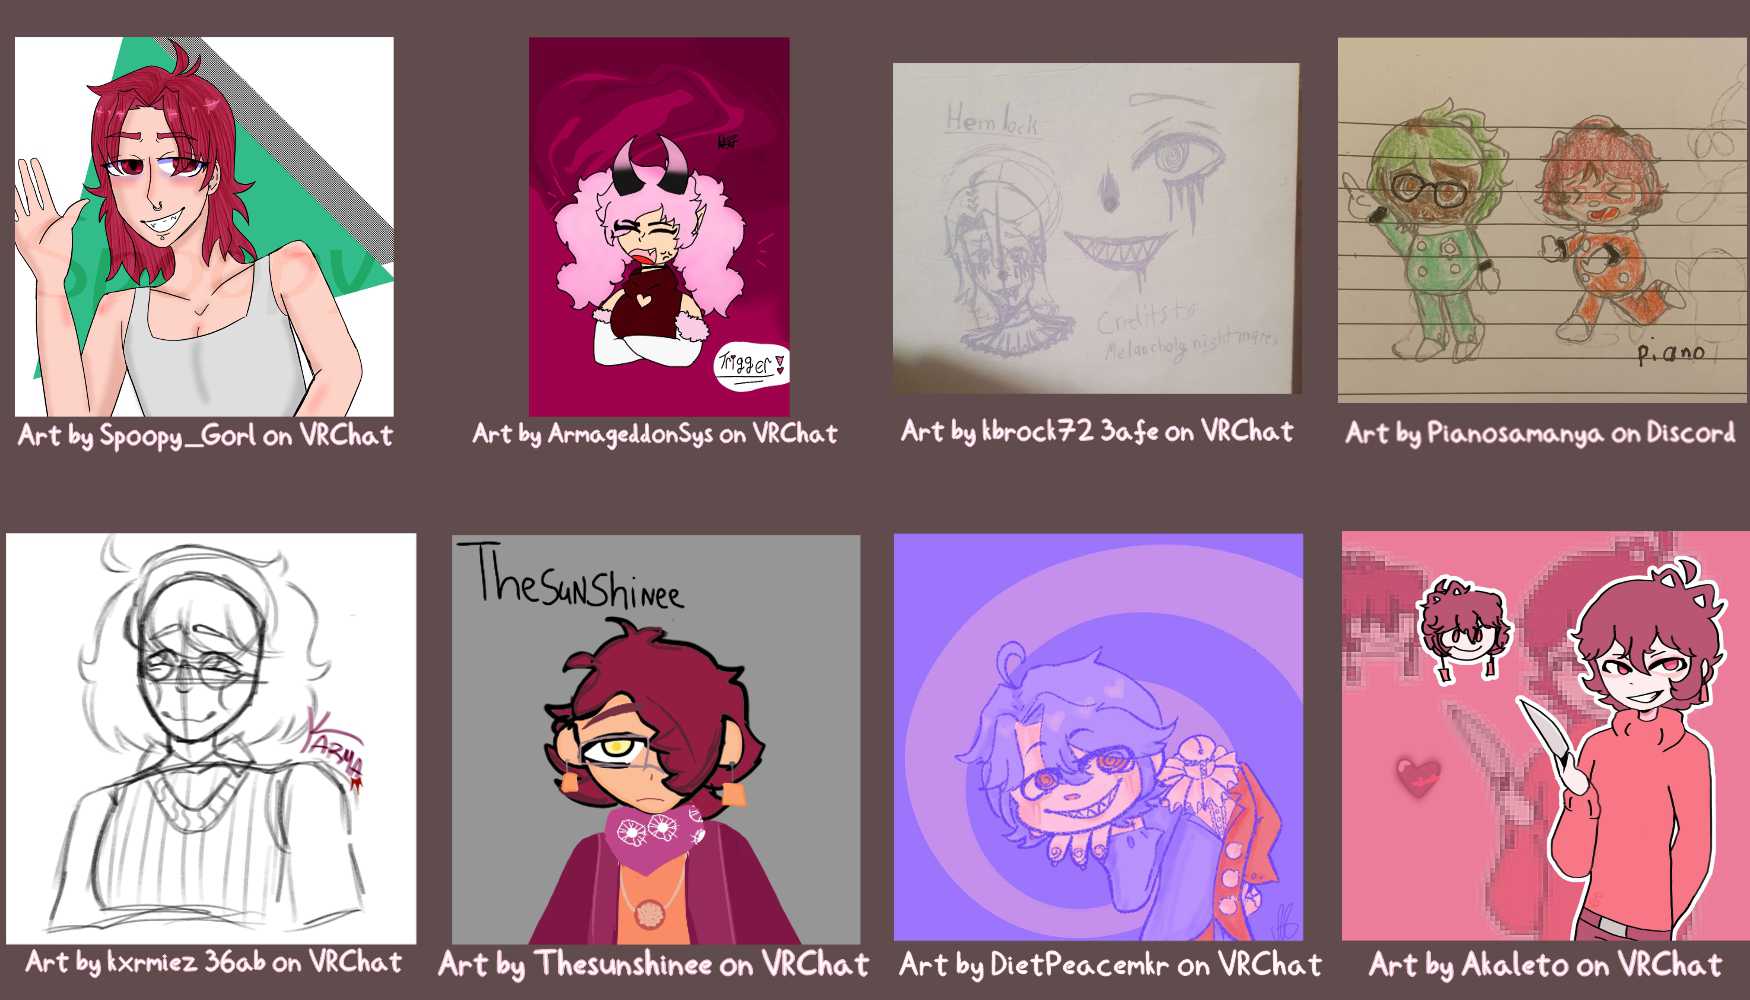 SPOOPY
Trigger
Hemlock
Credits to
Melancholy nightmares
piano
Art by Spoopy_Gorl on VRChat
Art by ArmageddonSys on VRChat
Art by kbrock72 3afe on VRChat
Art by Pianosamanya on Discord
KARMA
TheSunShinee
Art by kxrmiez 36ab on VRChat
Art by Thesunshinee on VRChat
Art by DietPeacemkr on VRChat
Art by Akaleto on VRChat